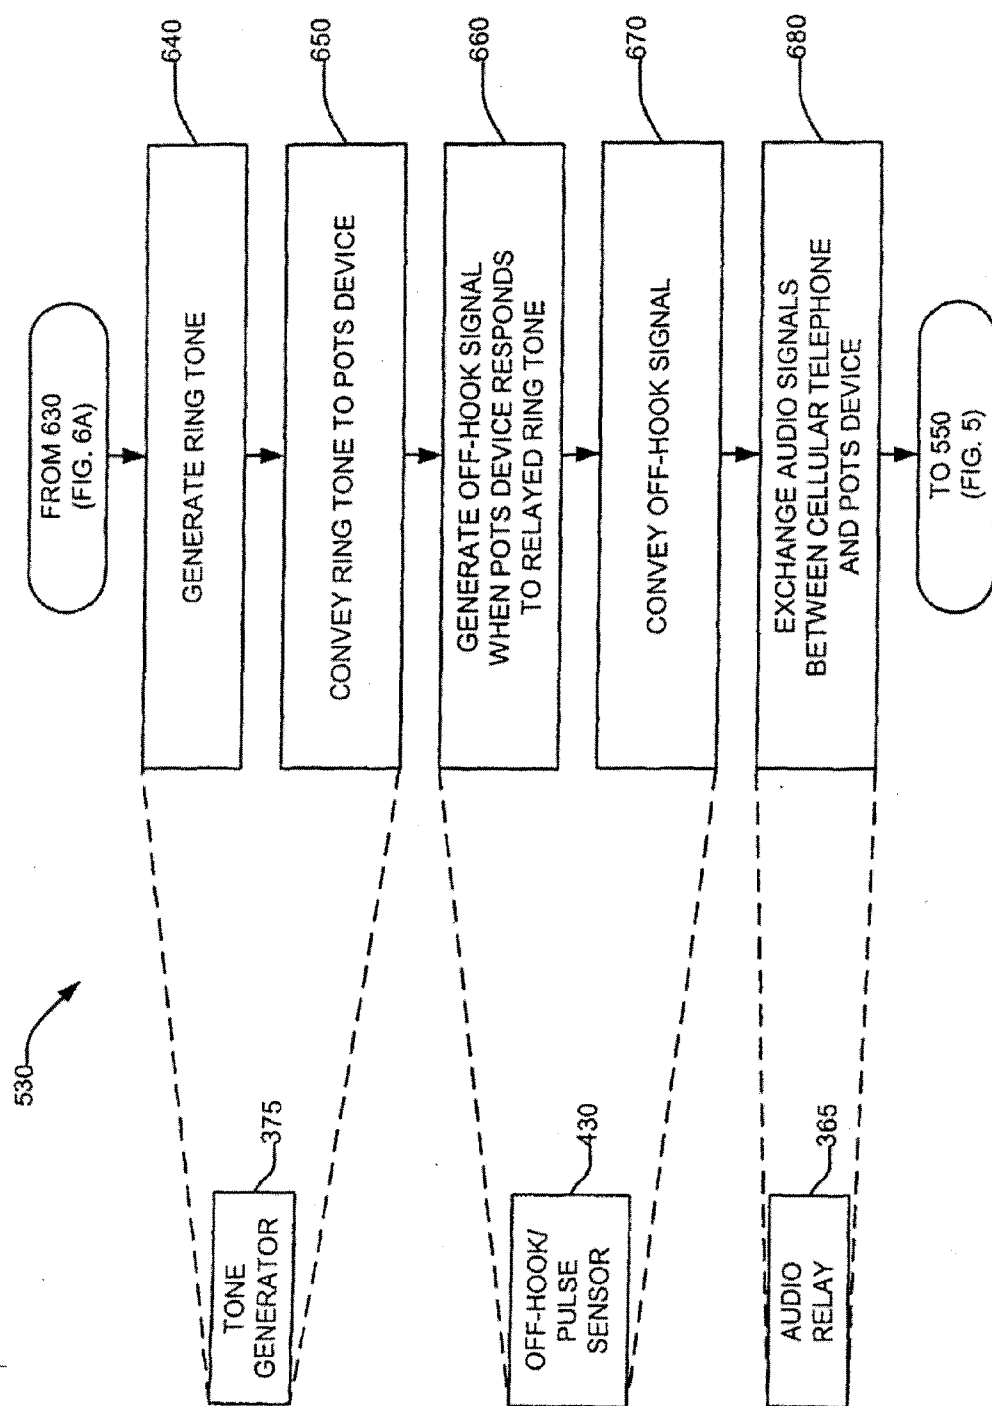 530
FROM 630
(FIG. 6A)
GENERATE RING TONE
640
TONE
GENERATOR
375
CONVEY RING TONE TO POTS DEVICE
650
GENERATE OFF-HOOK SIGNAL
WHEN POTS DEVICE RESPONDS
TO RELAYED RING TONE
660
OFF-HOOK/
PULSE
SENSOR
430
CONVEY OFF-HOOK SIGNAL
670
EXCHANGE AUDIO SIGNALS
BETWEEN CELLULAR TELEPHONE
AND POTS DEVICE
680
AUDIO
RELAY
365
TO 550
(FIG. 5)